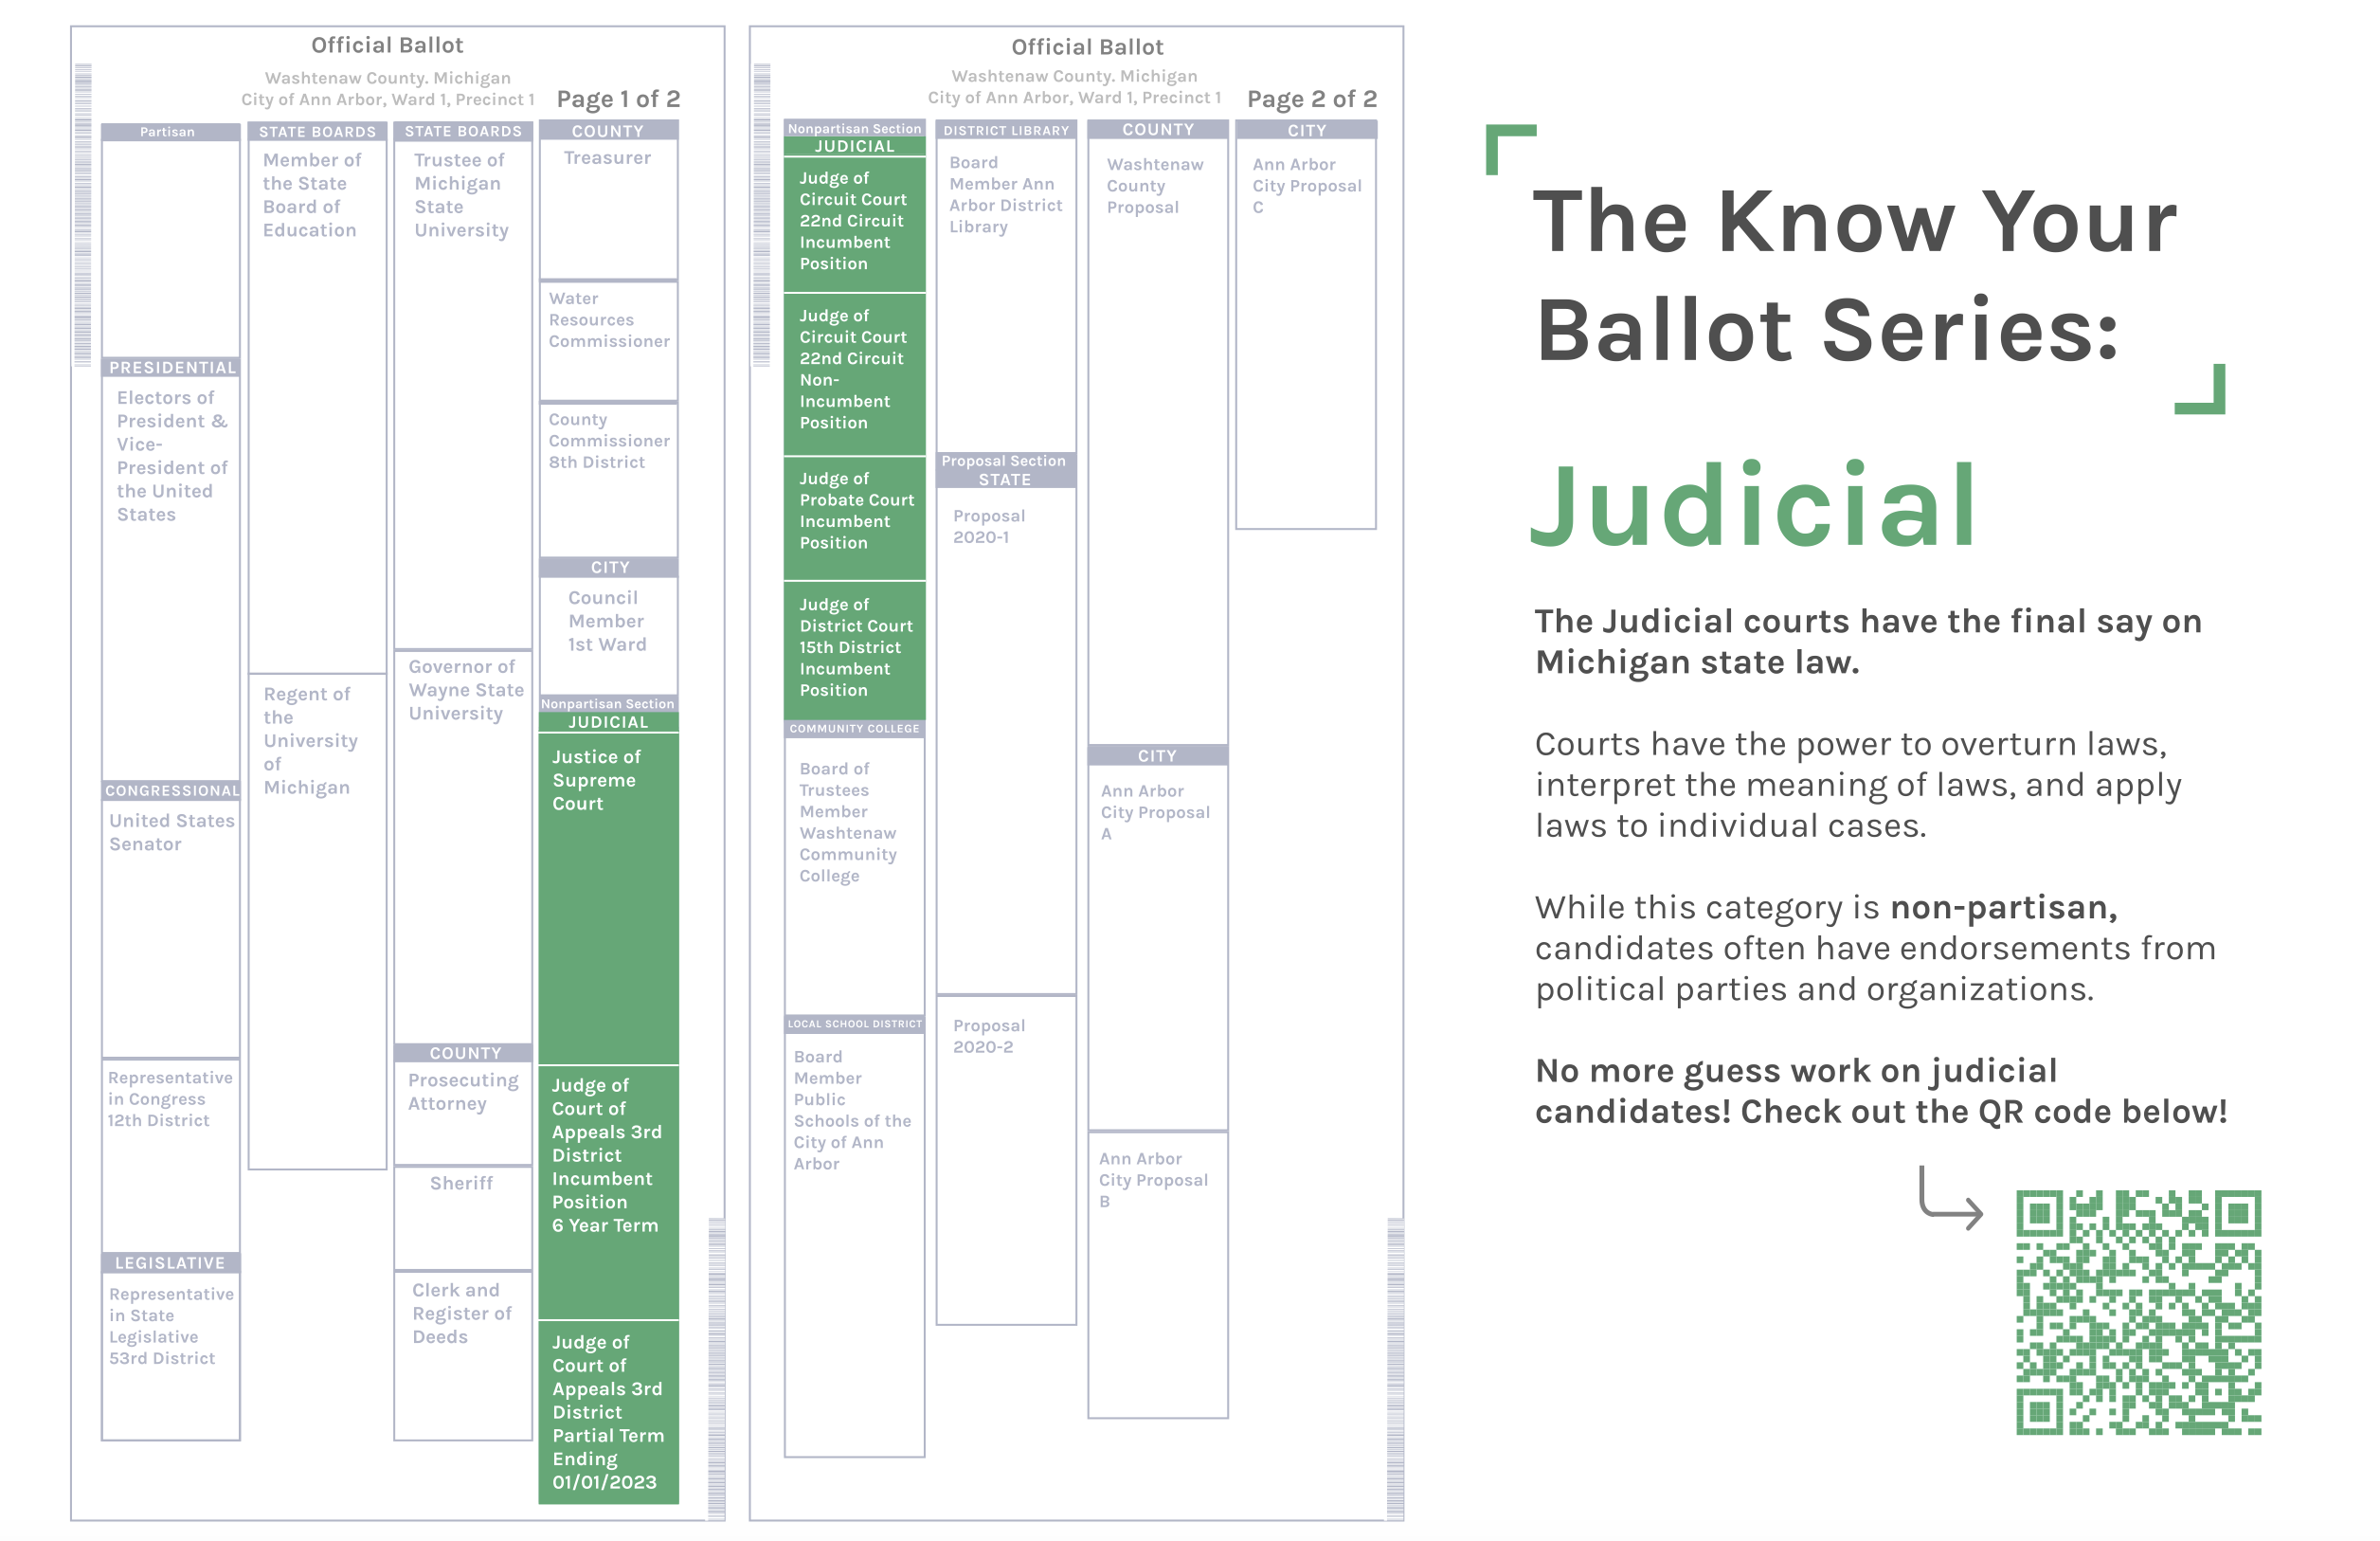 Official Ballot
Washtenaw County. Michigan
City of Ann Arbor, Ward 1, Precinct 1
Page 1 of 2
Partisan
PRESIDENTIAL
Electors of
President &
Vice-
President of
the United
States
CONGRESSIONAL
United States
Senator
Representative
in Congress
12th District
LEGISLATIVE
Representative
in State
Legislative
53rd District
STATE BOARDS
Member of
the State
Board of
Education
Regent of
the
University
of
Michigan
STATE BOARDS
Trustee of
Michigan
State
University
Governor of
Wayne State
University
COUNTY
Prosecuting
Attorney
Sheriff
Clerk and
Register of
Deeds
COUNTY
Treasurer
Water
Resources
Commissioner
County
Commissioner
8th District
CITY
Council
Member
1st Ward
Nonpartisan Section
JUDICIAL
Justice of
Supreme
Court
Judge of
Court of
Appeals 3rd
District
Incumbent
Position
6 Year Term
Judge of
Court of
Appeals 3rd
District
Partial Term
Ending
01/01/2023
Official Ballot
Washtenaw County. Michigan
City of Ann Arbor, Ward 1, Precinct 1
Page 2 of 2
Nonpartisan Section
JUDICIAL
Judge of
Circuit Court
22nd Circuit
Incumbent
Position
Judge of
Circuit Court
22nd Circuit
Non-
Incumbent
Position
Judge of
Probate Court
Incumbent
Position
Judge of
District Court
15th District
Incumbent
Position
COMMUNITY COLLEGE
Board of
Trustees
Member
Washtenaw
Community
College
LOCAL SCHOOL DISTRICT
Board
Member
Public
Schools of the
City of Ann
Arbor
DISTRICT LIBRARY
Board
Member Ann
Arbor District
Library
Proposal Section
STATE
Proposal
2020-1
Proposal
2020-2
COUNTY
Washtenaw
County
Proposal
CITY
Ann Arbor
City Proposal
A
Ann Arbor
City Proposal
B
CITY
Ann Arbor
City Proposal
C
The Know Your
Ballot Series:
Judicial
The Judicial courts have the final say on
Michigan state law.
Courts have the power to overturn laws,
interpret the meaning of laws, and apply
laws to individual cases.
While this category is non-partisan,
candidates often have endorsements from
political parties and organizations.
No more guess work on judicial
candidates! Check out the QR code below!